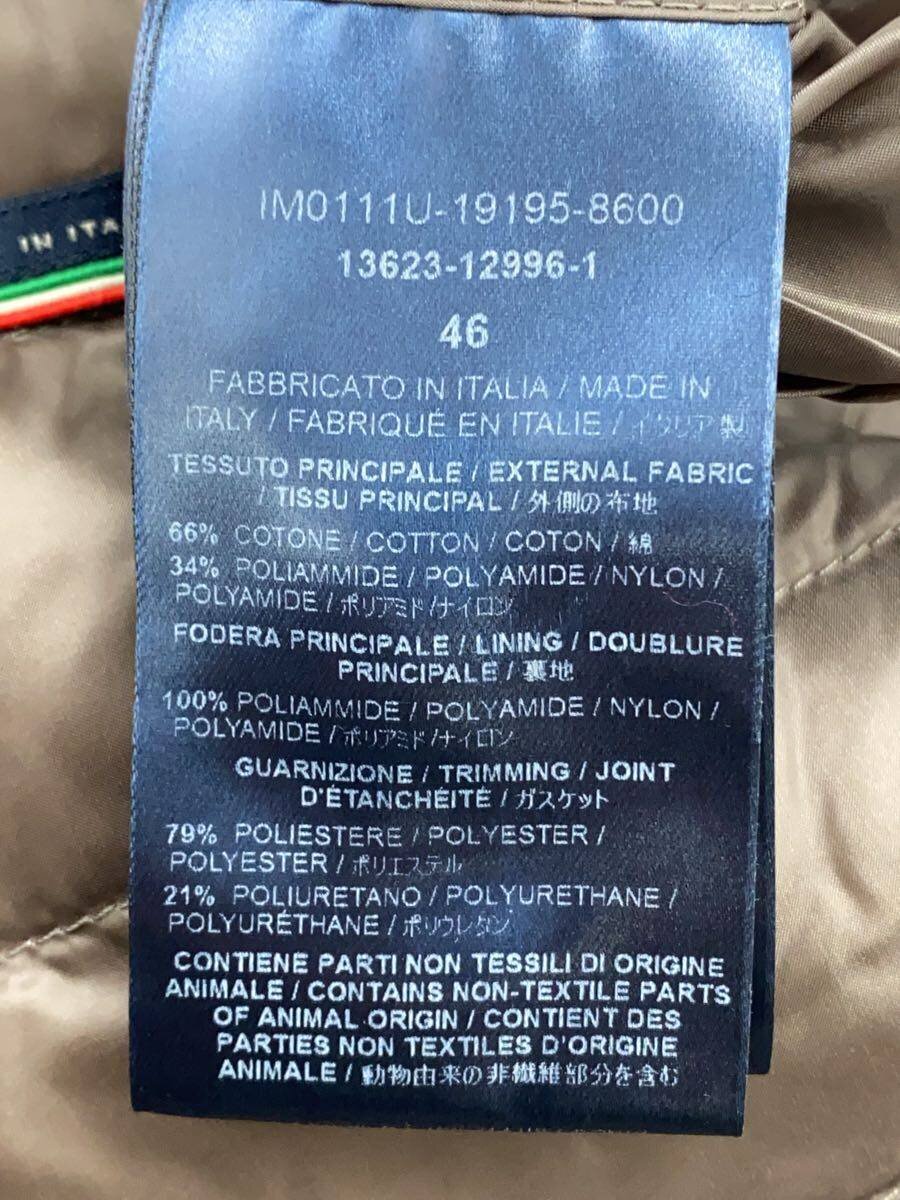 IN ITA
IM0111U-19195-8600
13623-12996-1
46
FABBRICATO IN ITALIA / MADE IN
ITALY / FABRIQUÉ EN ITALIE / イタリア製
TESSUTO PRINCIPALE / EXTERNAL FABRIC
/ TISSU PRINCIPAL / 外側の布地
66% COTONE / COTTON / COTON / 綿
34% POLIAMMIDE / POLYAMIDE / NYLON /
POLYAMIDE / ポリアミド/ナイロン
FODERA PRINCIPALE / LINING / DOUBLURE
PRINCIPALE / 裏地
100% POLIAMMIDE / POLYAMIDE / NYLON /
POLYAMIDE / ポリアミド/ナイロン
GUARNIZIONE / TRIMMING / JOINT
D'ÉTANCHÉITÉ / ガスケット
79% POLIESTERE / POLYESTER /
POLYESTER / ポリエステル
21% POLIURETANO / POLYURETHANE /
POLYURÉTHANE / ポリウレタン
CONTIENE PARTI NON TESSILI DI ORIGINE
ANIMALE / CONTAINS NON-TEXTILE PARTS
OF ANIMAL ORIGIN / CONTIENT DES
PARTIES NON TEXTILES D'ORIGINE
ANIMALE / 動物由来の非繊維部分を含む